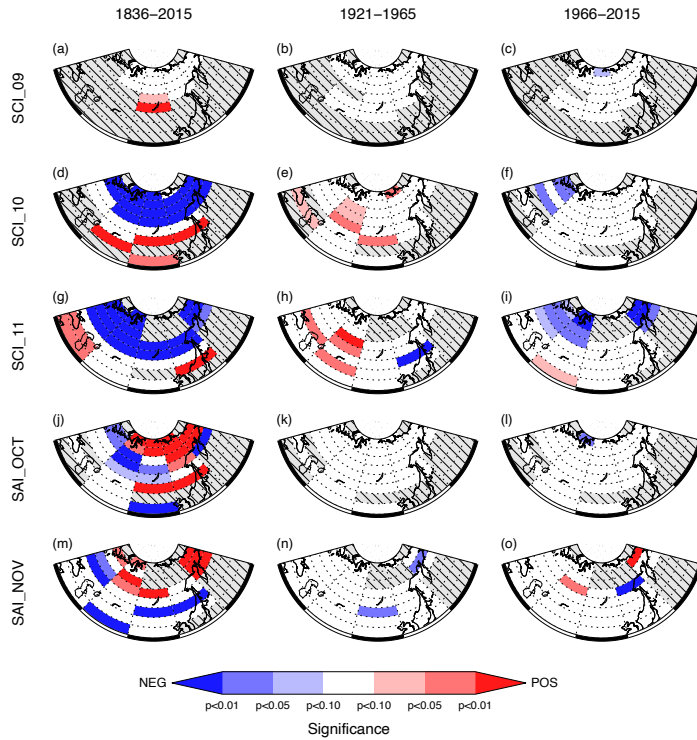 1836−2015 1921−1965 1966−2015
(a) (b) (c)
SCI_09
(d) (e) (f)
SCI_10
(g) (h) (i)
SCI_11
(j) (k) (l)
SAI_OCT
(m) (n) (o)
SAI_NOV
NEG POS
p<0.01 p<0.05 p<0.10 p<0.10 p<0.05 p<0.01
Significance